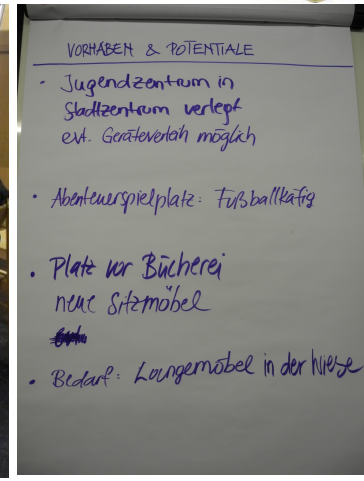 VORHABEN & POTENTIALE
• Jugendzentrum in
Stadtzentrum verlegt
evt. Geräteverleih möglich
• Abenteuerspielplatz: Fußballkäfig
• Platz vor Bücherei
neue Sitzmöbel
• Bedarf: Loungemöbel in der Wiese